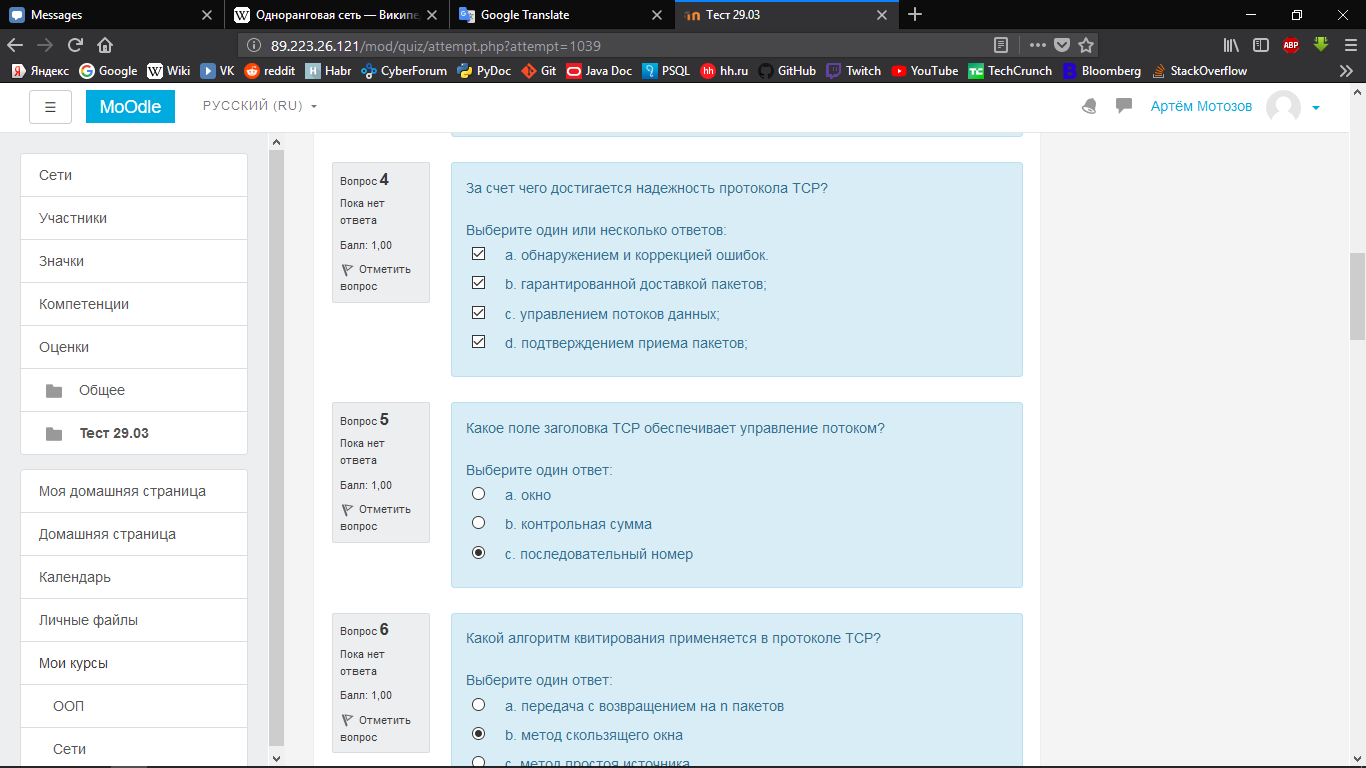 Messages
Одноранговая сеть — Википе
Google Translate
Тест 29.03
89.223.26.121/mod/quiz/attempt.php?attempt=1039
Яндекс Google Wiki VK reddit Habr CyberForum PyDoc Git Java Doc PSQL hh.ru GitHub Twitch YouTube TechCrunch Bloomberg StackOverflow
MoOdle
РУССКИЙ (RU)
Артём Мотозов
Сети
Участники
Значки
Компетенции
Оценки
Общее
Тест 29.03
Моя домашняя страница
Домашняя страница
Календарь
Личные файлы
Мои курсы
ООП
Сети
Вопрос 4
Пока нет
ответа
Балл: 1,00
Отметить
вопрос
За счет чего достигается надежность протокола TCP?
Выберите один или несколько ответов:
a. обнаружением и коррекцией ошибок.
b. гарантированной доставкой пакетов;
c. управлением потоков данных;
d. подтверждением приема пакетов;
Вопрос 5
Пока нет
ответа
Балл: 1,00
Отметить
вопрос
Какое поле заголовка TCP обеспечивает управление потоком?
Выберите один ответ:
a. окно
b. контрольная сумма
c. последовательный номер
Вопрос 6
Пока нет
ответа
Балл: 1,00
Отметить
вопрос
Какой алгоритм квитирования применяется в протоколе TCP?
Выберите один ответ:
a. передача с возвращением на n пакетов
b. метод скользящего окна
c. метод простоя источника